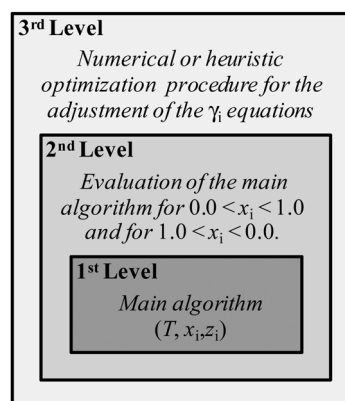 3rd Level
Numerical or heuristic
optimization procedure for the
adjustment of the γi equations
2nd Level
Evaluation of the main
algorithm for 0.0 < xi < 1.0
and for 1.0 < xi < 0.0.
1st Level
Main algorithm
(T, xi,zi)